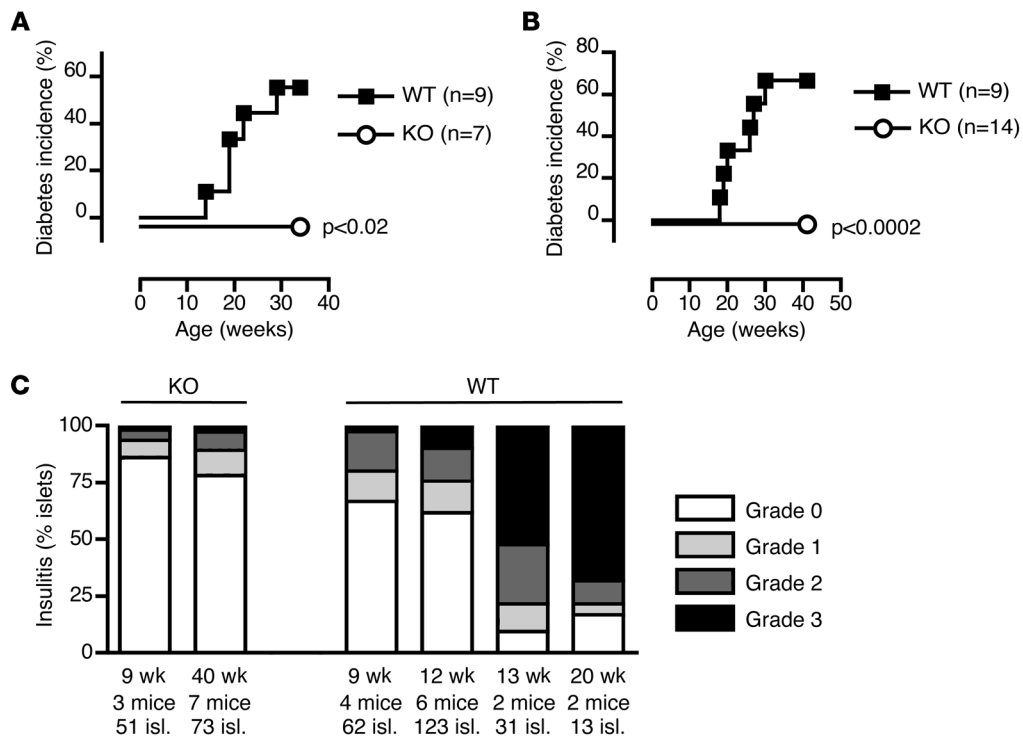 A
Diabetes incidence (%)
60
40
20
0
WT (n=9)
KO (n=7)
p<0.02
0 10 20 30 40
Age (weeks)
B
Diabetes incidence (%)
80
60
40
20
0
WT (n=9)
KO (n=14)
p<0.0002
0 10 20 30 40 50
Age (weeks)
C
KO WT
Insulitis (% islets)
100
75
50
25
0
Grade 0
Grade 1
Grade 2
Grade 3
9 wk 40 wk 9 wk 12 wk 13 wk 20 wk
3 mice 7 mice 4 mice 6 mice 2 mice 2 mice
51 isl. 73 isl. 62 isl. 123 isl. 31 isl. 13 isl.